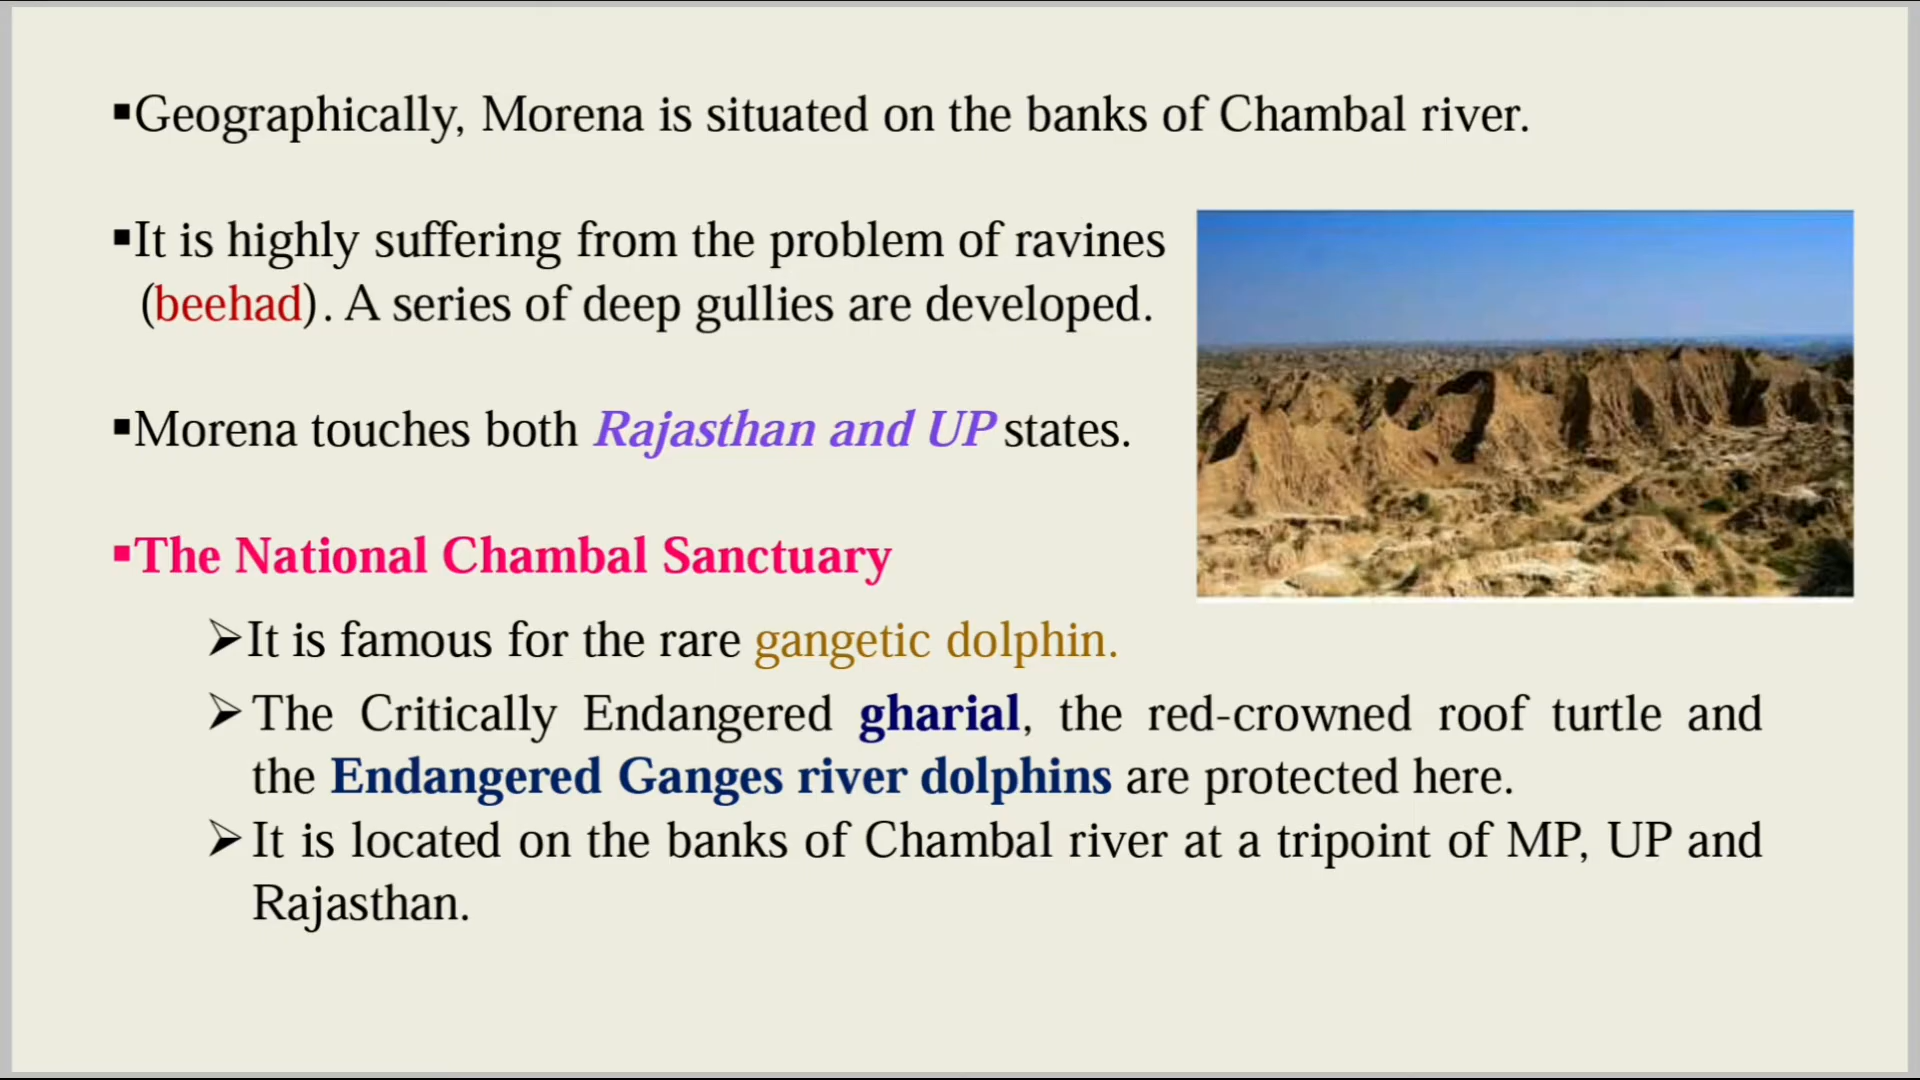 ▪Geographically, Morena is situated on the banks of Chambal river.
▪It is highly suffering from the problem of ravines
(beehad). A series of deep gullies are developed.
▪Morena touches both Rajasthan and UP states.
▪The National Chambal Sanctuary
➢It is famous for the rare gangetic dolphin.
➢The Critically Endangered gharial, the red-crowned roof turtle and
the Endangered Ganges river dolphins are protected here.
➢It is located on the banks of Chambal river at a tripoint of MP, UP and
Rajasthan.